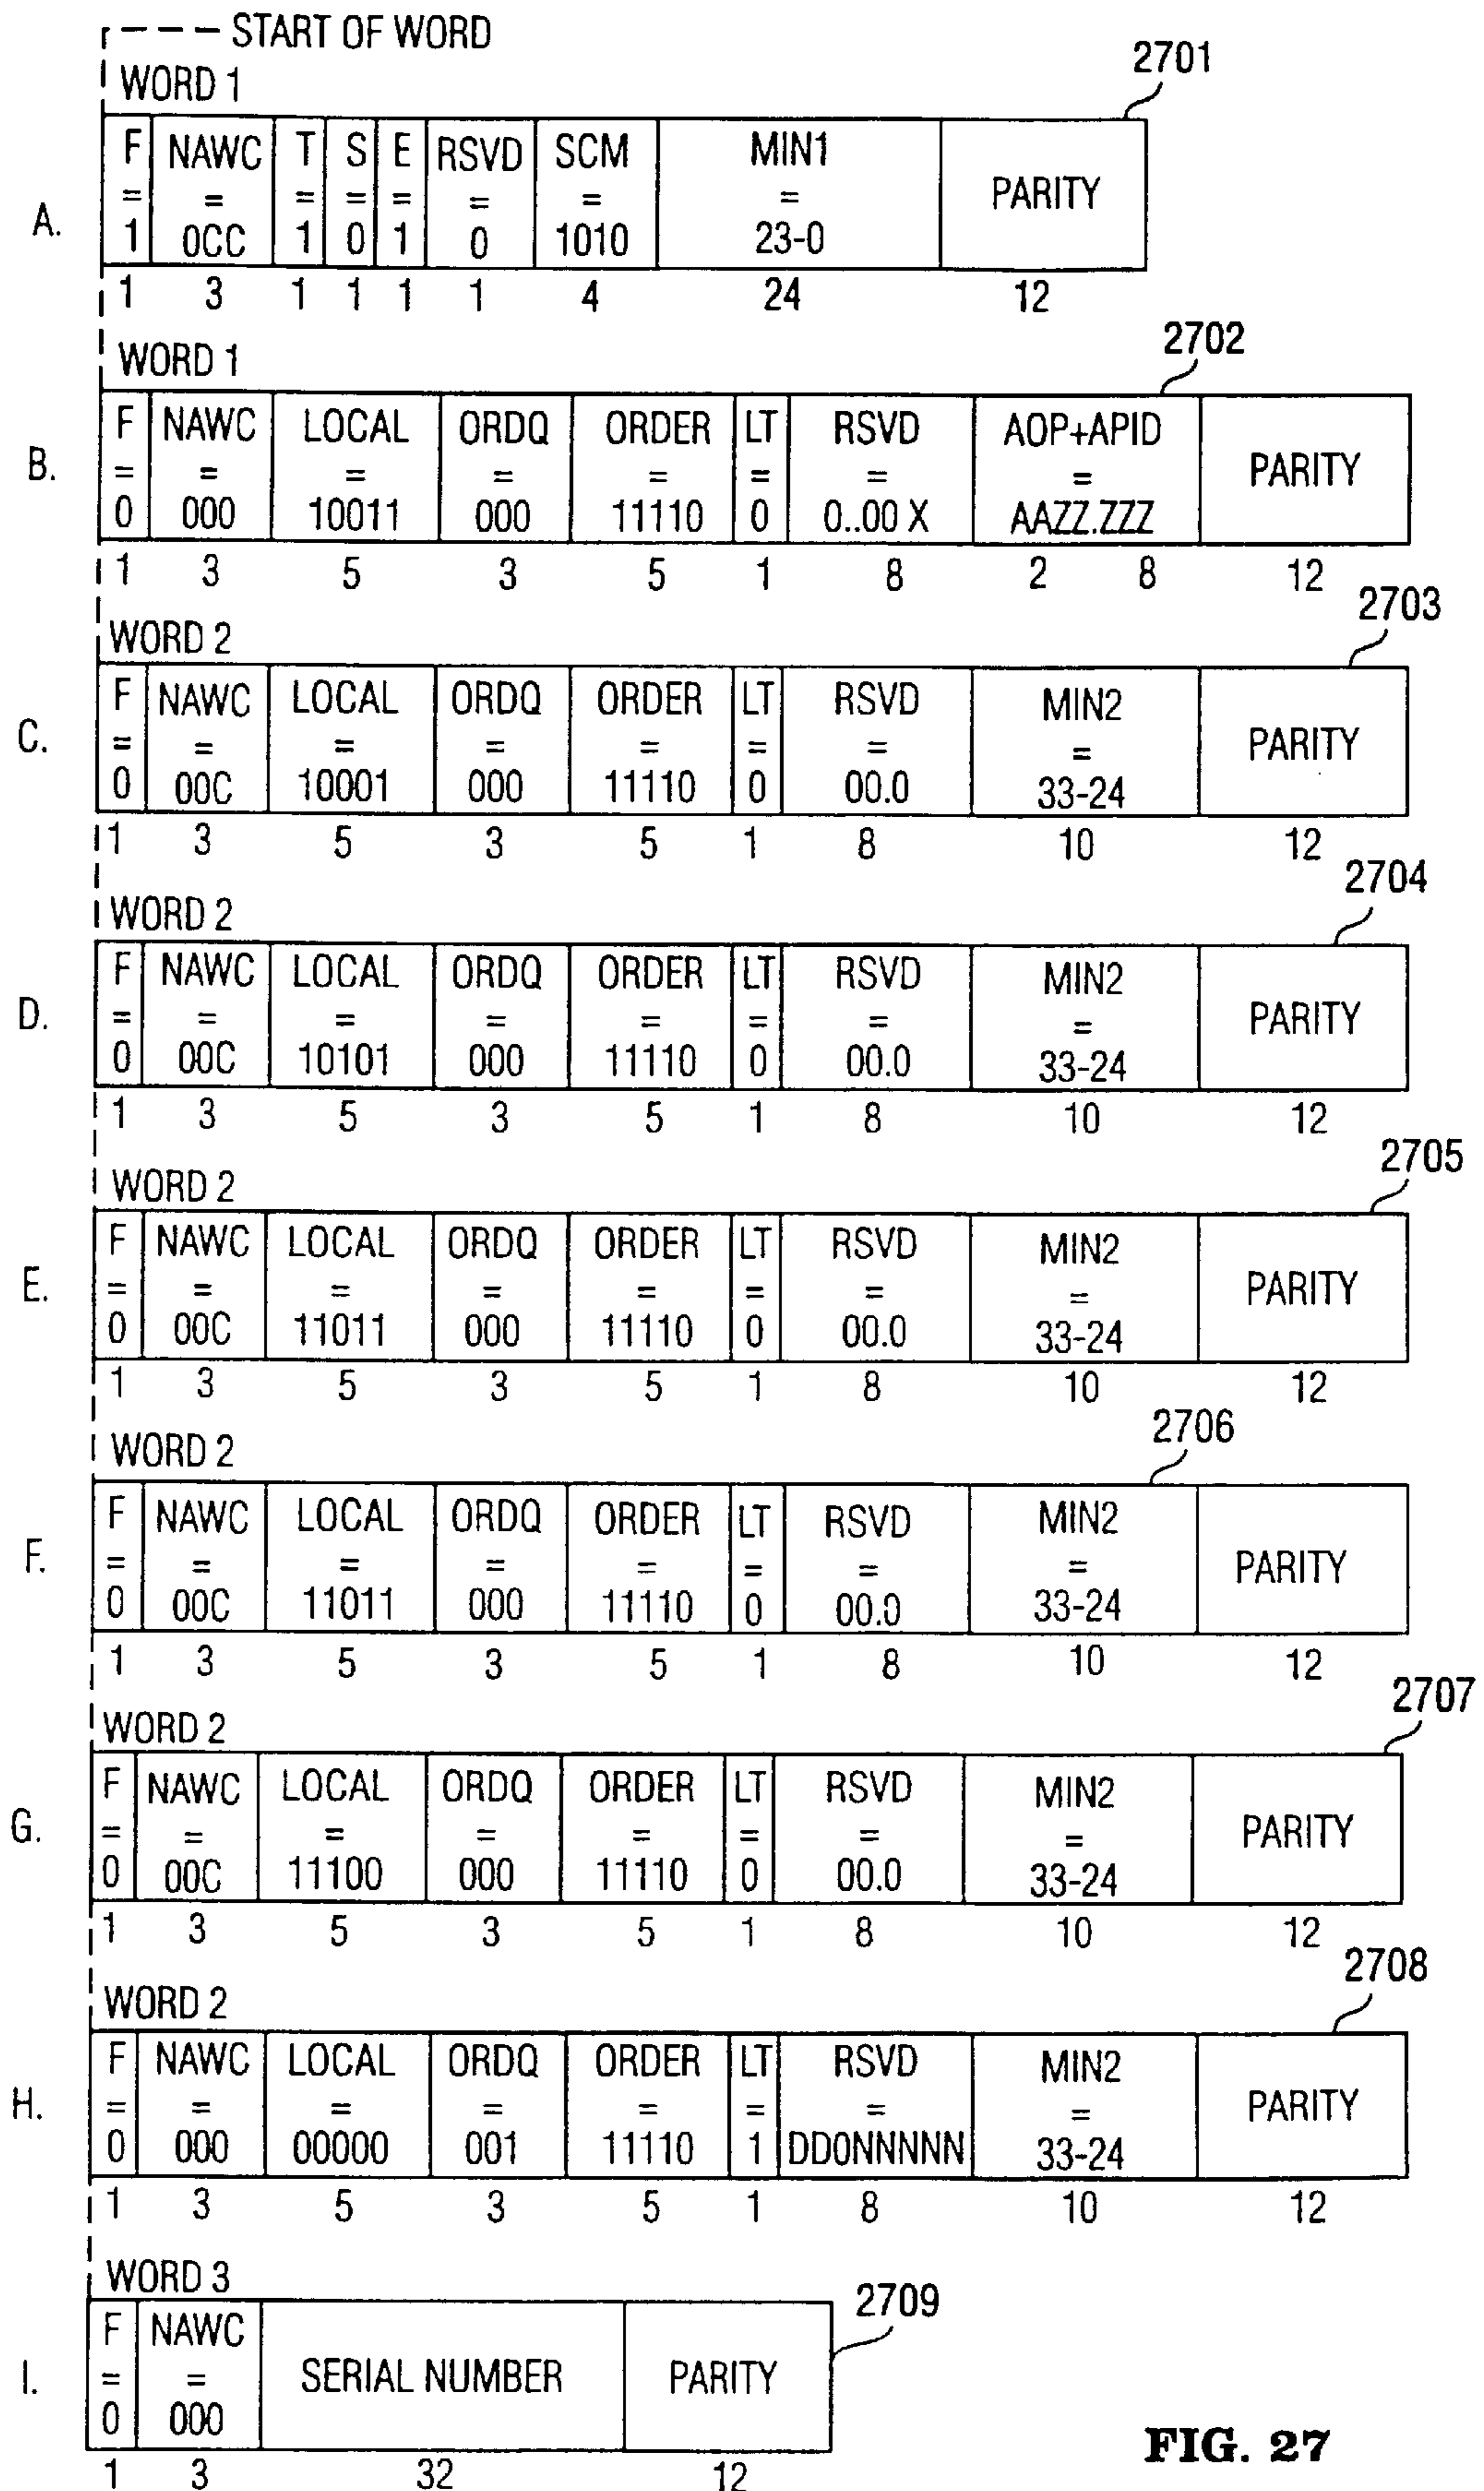 START OF WORD
WORD 1
2701
A.
F = 1 NAWC = 0CC T = 1 S = 0 E = 1 RSVD = 0 SCM = 1010 MIN1 = 23-0 PARITY
1 3 1 1 1 1 4 24 12
WORD 1
2702
B.
F = 0 NAWC = 000 LOCAL = 10011 ORDQ = 000 ORDER = 11110 LT = 0 RSVD = 0..00 X AOP+APID = AAZZ.ZZZ PARITY
1 3 5 3 5 1 8 2 8 12
WORD 2
2703
C.
F = 0 NAWC = 00C LOCAL = 10001 ORDQ = 000 ORDER = 11110 LT = 0 RSVD = 00.0 MIN2 = 33-24 PARITY
1 3 5 3 5 1 8 10 12
WORD 2
2704
D.
F = 0 NAWC = 00C LOCAL = 10101 ORDQ = 000 ORDER = 11110 LT = 0 RSVD = 00.0 MIN2 = 33-24 PARITY
1 3 5 3 5 1 8 10 12
WORD 2
2705
E.
F = 0 NAWC = 00C LOCAL = 11011 ORDQ = 000 ORDER = 11110 LT = 0 RSVD = 00.0 MIN2 = 33-24 PARITY
1 3 5 3 5 1 8 10 12
WORD 2
2706
F.
F = 0 NAWC = 00C LOCAL = 11011 ORDQ = 000 ORDER = 11110 LT = 0 RSVD = 00.0 MIN2 = 33-24 PARITY
1 3 5 3 5 1 8 10 12
WORD 2
2707
G.
F = 0 NAWC = 00C LOCAL = 11100 ORDQ = 000 ORDER = 11110 LT = 0 RSVD = 00.0 MIN2 = 33-24 PARITY
1 3 5 3 5 1 8 10 12
WORD 2
2708
H.
F = 0 NAWC = 000 LOCAL = 00000 ORDQ = 001 ORDER = 11110 LT = 1 RSVD = DD0NNNNN MIN2 = 33-24 PARITY
1 3 5 3 5 1 8 10 12
WORD 3
2709
I.
F = 0 NAWC = 000 SERIAL NUMBER PARITY
1 3 32 12
FIG. 27